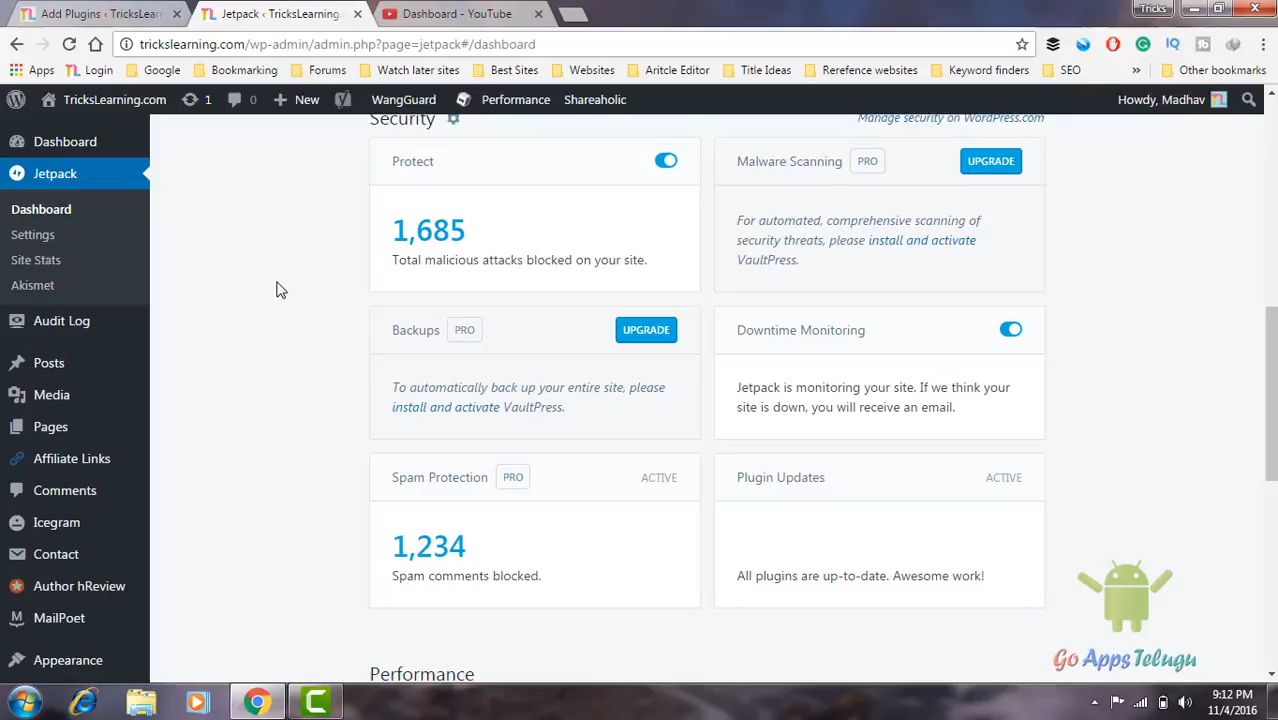 Add Plugins ‹ TricksLearn
Jetpack ‹ TricksLearning.
Dashboard - YouTube
Tricks
trickslearning.com/wp-admin/admin.php?page=jetpack#/dashboard
Apps
Login
Google
Bookmarking
Forums
Watch later sites
Best Sites
Websites
Aritcle Editor
Title Ideas
Rerefence websites
Keyword finders
SEO
»
Other bookmarks
TricksLearning.com
1
0
New
WangGuard
Performance
Shareaholic
Howdy, Madhav
Dashboard
Jetpack
Dashboard
Settings
Site Stats
Akismet
Audit Log
Posts
Media
Pages
Affiliate Links
Comments
Icegram
Contact
Author hReview
MailPoet
Appearance
Security
Manage security on WordPress.com
Protect
1,685
Total malicious attacks blocked on your site.
Malware Scanning PRO UPGRADE
For automated, comprehensive scanning of
security threats, please install and activate
VaultPress.
Backups PRO UPGRADE
To automatically back up your entire site, please
install and activate VaultPress.
Downtime Monitoring
Jetpack is monitoring your site. If we think your
site is down, you will receive an email.
Spam Protection PRO ACTIVE
1,234
Spam comments blocked.
Plugin Updates ACTIVE
All plugins are up-to-date. Awesome work!
Performance
Go AppsTelugu
9:12 PM
11/4/2016